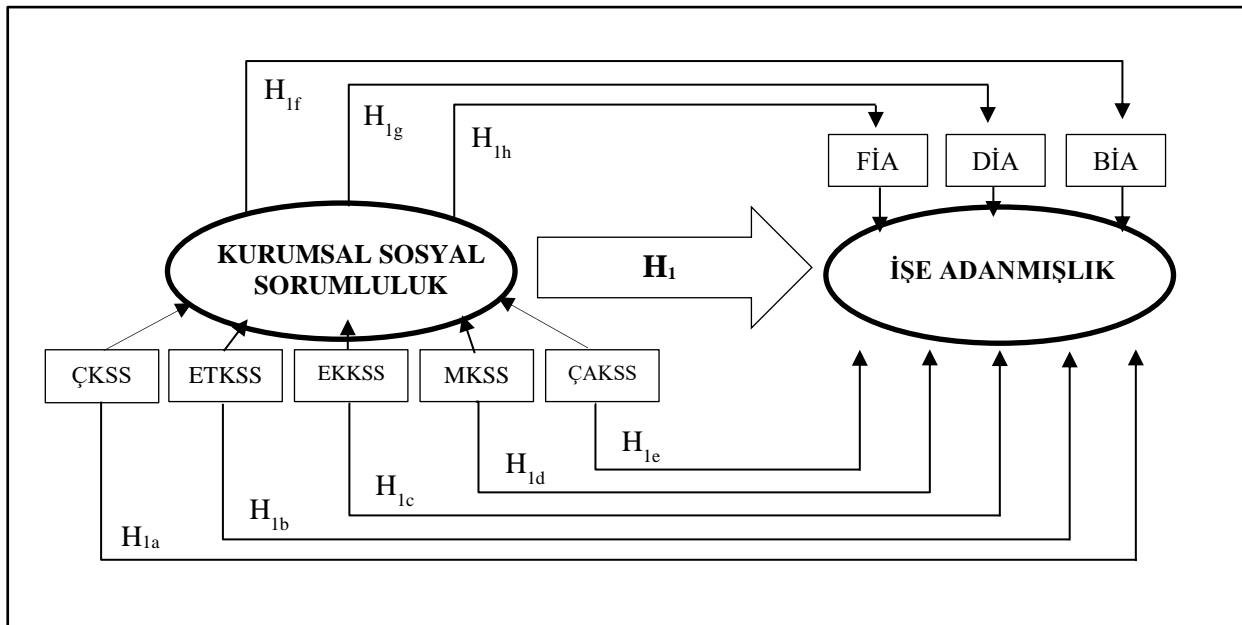 H1f
H1g
H1h
FİA
DİA
BİA
KURUMSAL SOSYAL
SORUMLULUK
H1
İŞE ADANMIŞLIK
ÇKSS
ETKSS
EKKSS
MKSS
ÇAKSS
H1e
H1d
H1c
H1b
H1a